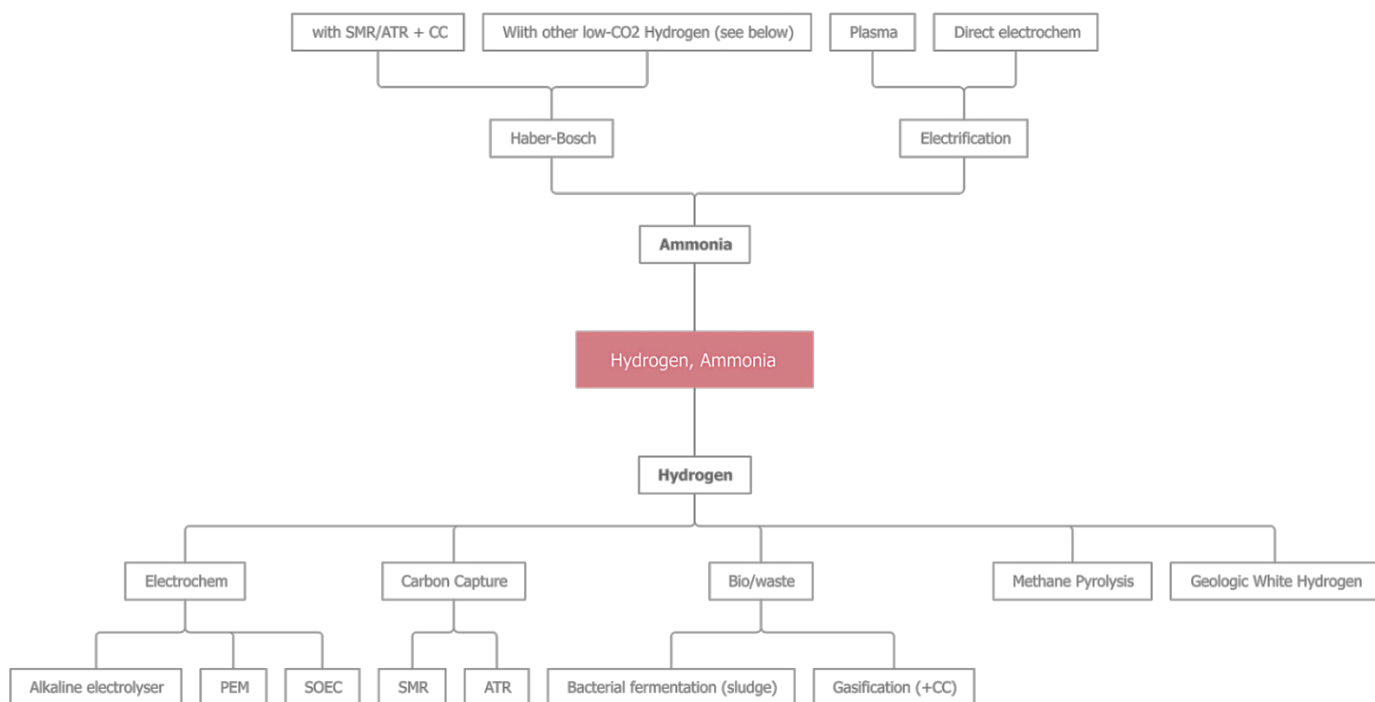 with SMR/ATR + CC
Wiith other low-CO2 Hydrogen (see below)
Plasma
Direct electrochem
Haber-Bosch
Electrification
Ammonia
Hydrogen, Ammonia
Hydrogen
Electrochem
Carbon Capture
Bio/waste
Methane Pyrolysis
Geologic White Hydrogen
Alkaline electrolyser
PEM
SOEC
SMR
ATR
Bacterial fermentation (sludge)
Gasification (+CC)